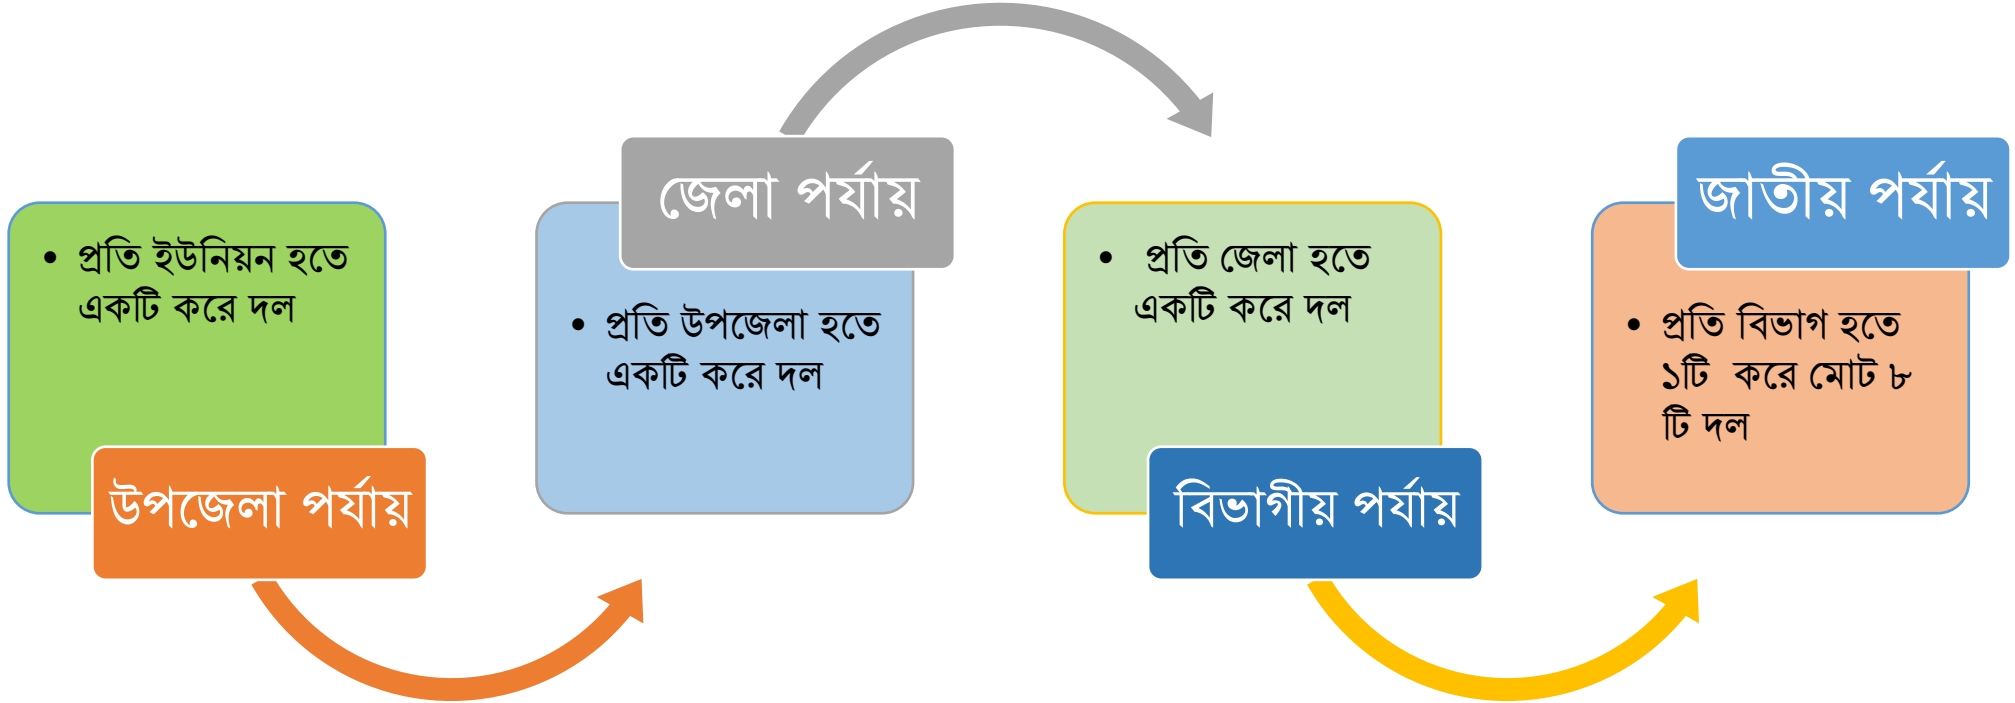 প্রতি ইউনিয়ন হতে
একটি করে দল
উপজেলা পর্যায়
জেলা পর্যায়
প্রতি উপজেলা হতে
একটি করে দল
প্রতি জেলা হতে
একটি করে দল
বিভাগীয় পর্যায়
জাতীয় পর্যায়
প্রতি বিভাগ হতে
১টি করে মোট ৮
টি দল